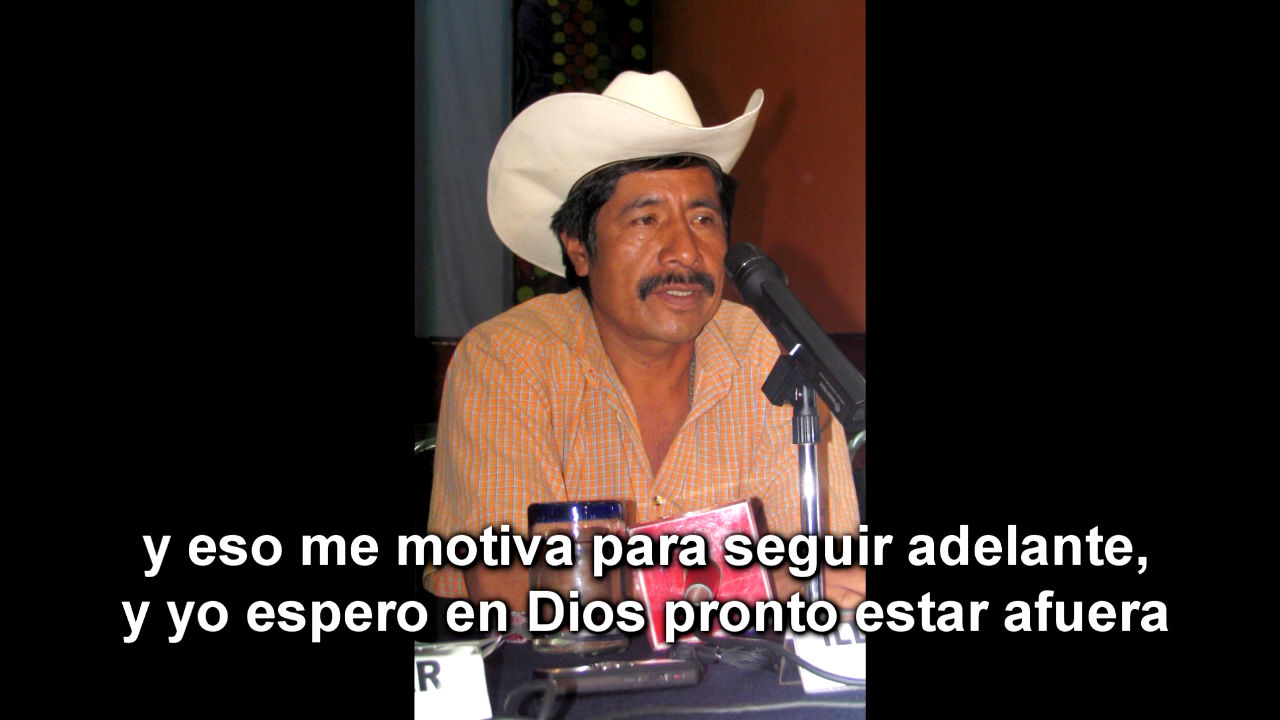 y eso me motiva para seguir adelante,
y yo espero en Dios pronto estar afuera